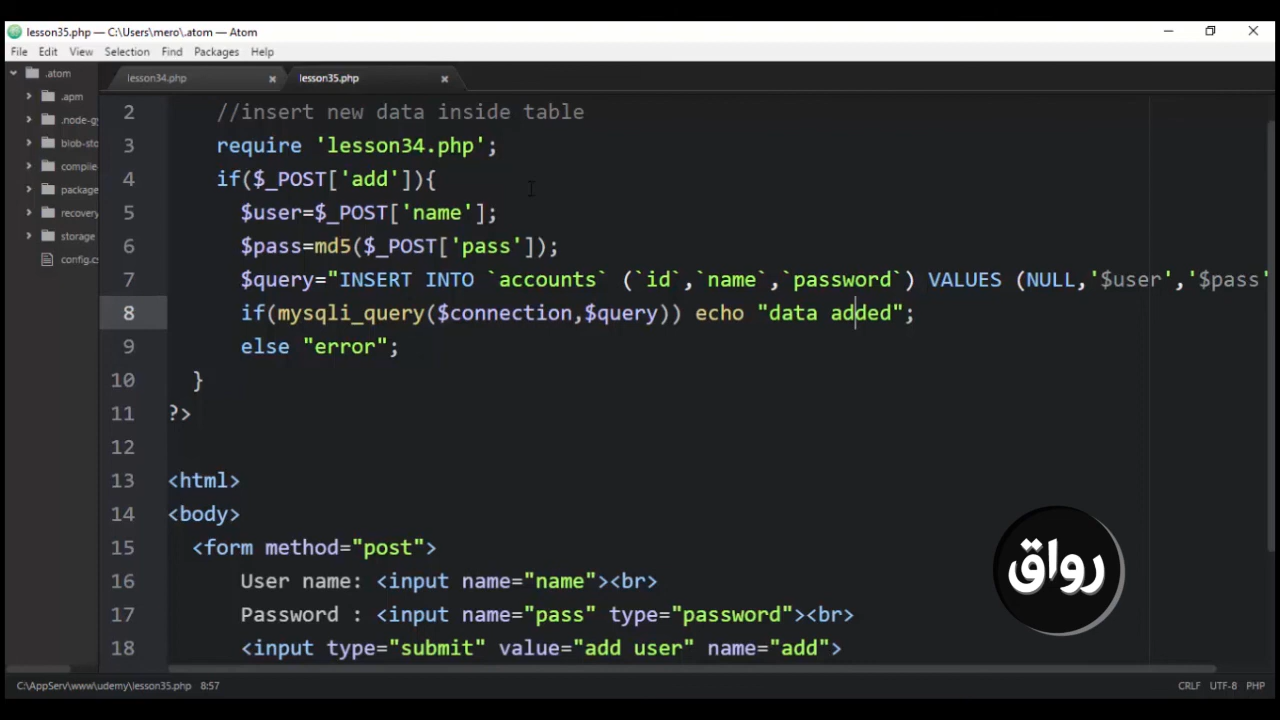 lesson35.php — C:\Users\mero\.atom — Atom
File Edit View Selection Find Packages Help
.atom
lesson34.php
lesson35.php
.apm
.node-gy
blob-sto
compile
package
recovery
storage
config.cs
2 //insert new data inside table
3 require 'lesson34.php';
4 if($_POST['add']){
5 $user=$_POST['name'];
6 $pass=md5($_POST['pass']);
7 $query="INSERT INTO `accounts` (`id`,`name`,`password`) VALUES (NULL,'$user','$pass'
8 if(mysqli_query($connection,$query)) echo "data added";
9 else "error";
10 }
11 ?>
12
13 <html>
14 <body>
15 <form method="post">
16 User name: <input name="name"><br>
17 Password : <input name="pass" type="password"><br>
18 <input type="submit" value="add user" name="add">
رواق
C:\AppServ\www\udemy\lesson35.php 8:57
CRLF UTF-8 PHP